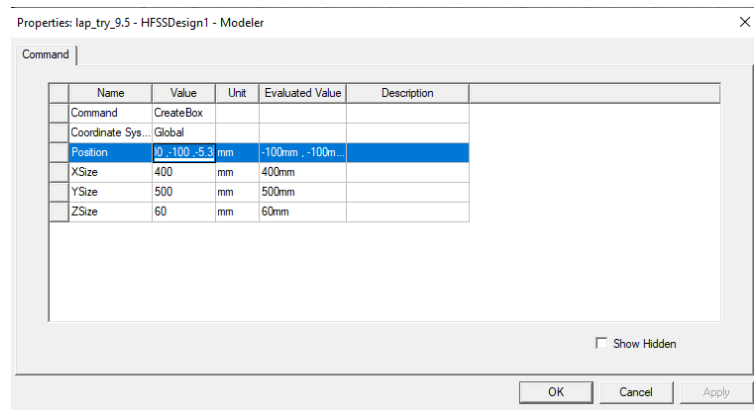 Properties: lap_try_9.5 - HFSSDesign1 - Modeler
Command
Name Value Unit Evaluated Value Description
Command CreateBox
Coordinate Sys... Global
Position 0 ,-100 ,-5.3 mm -100mm , -100m...
XSize 400 mm 400mm
YSize 500 mm 500mm
ZSize 60 mm 60mm
Show Hidden
OK Cancel Apply